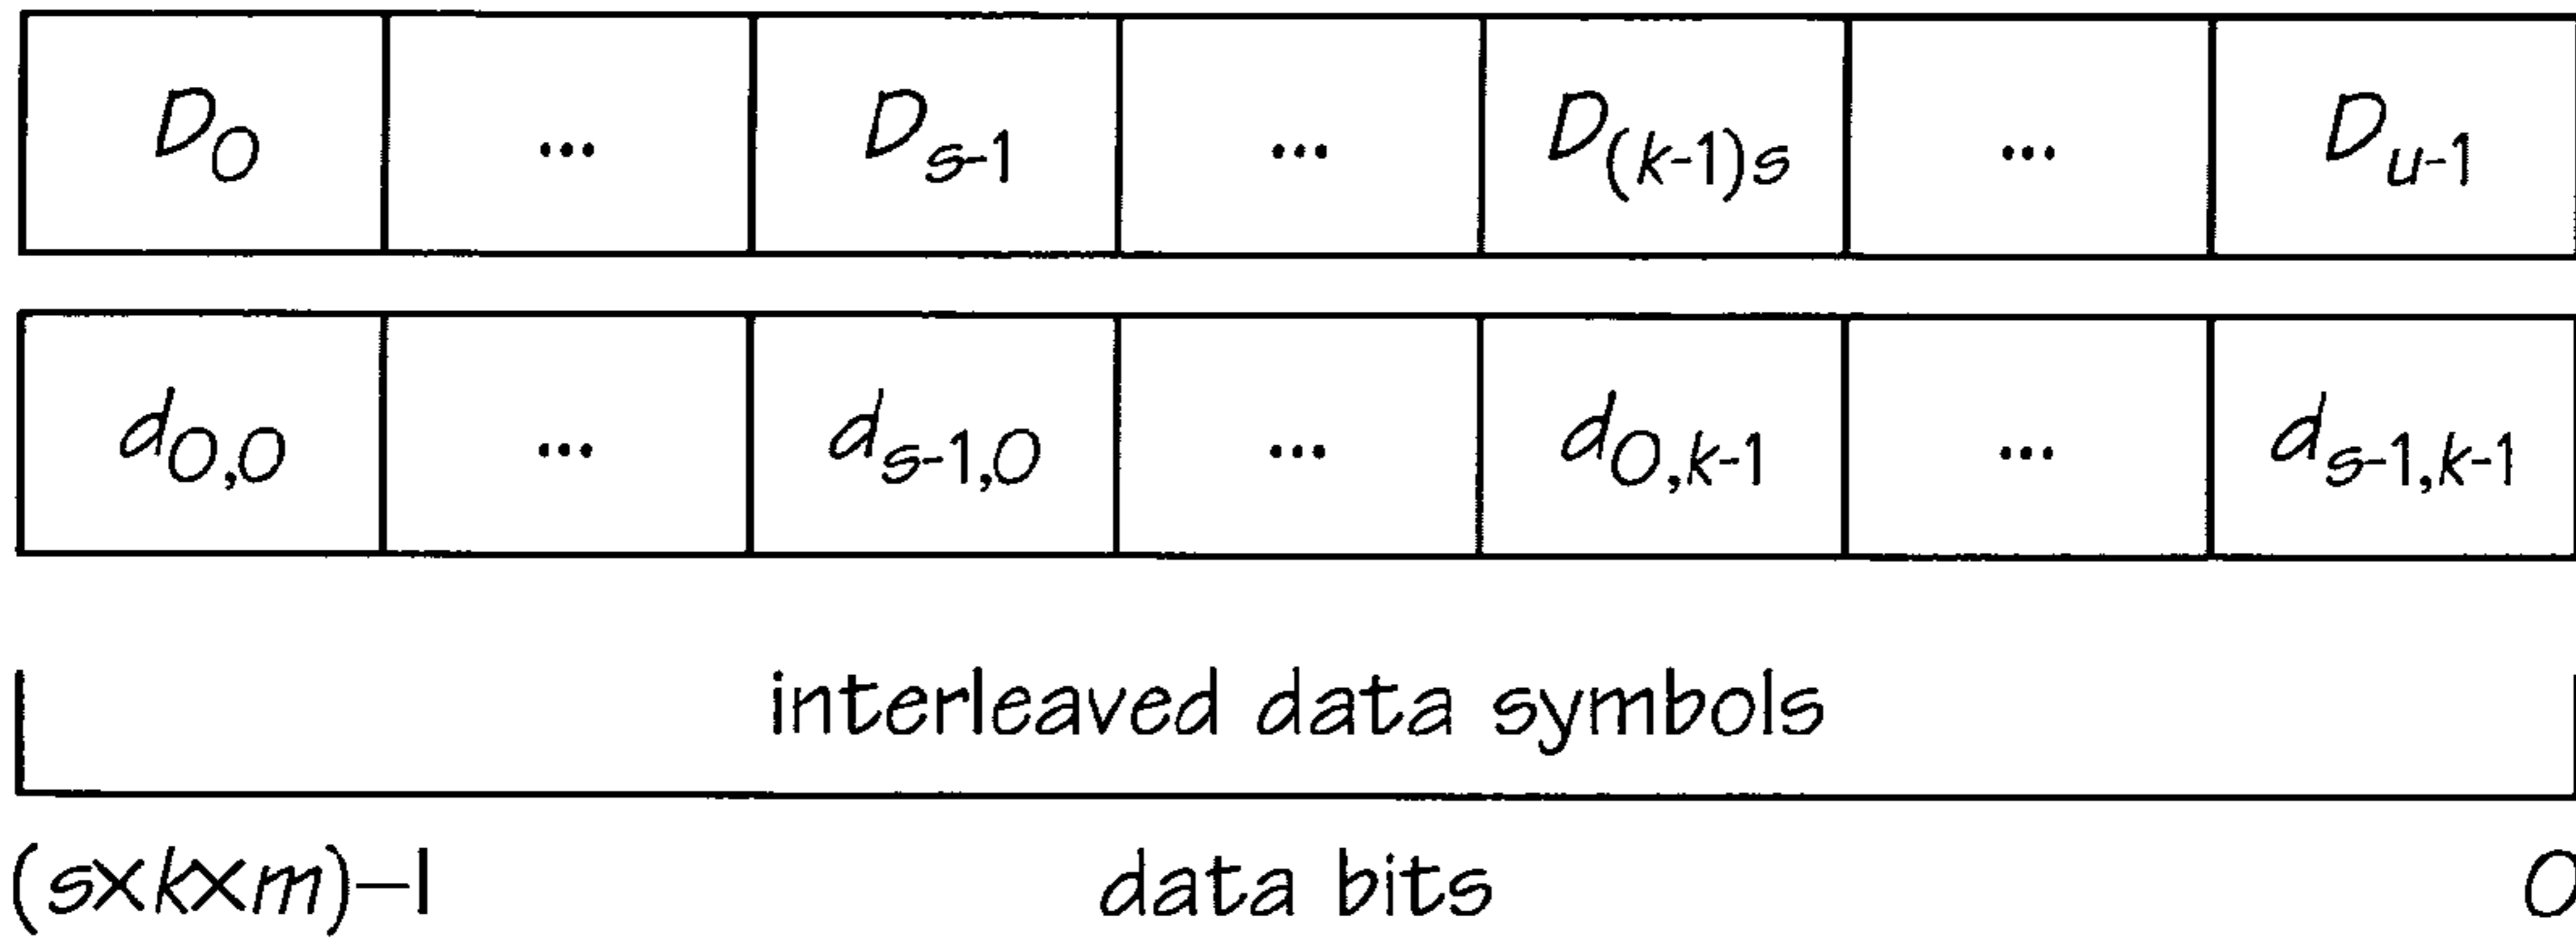 D₀ ... Dₛ₋₁ ... D₍ₖ₋₁₎ₛ ... Dᵤ₋₁
d₀,₀ ... dₛ₋₁,₀ ... d₀,ₖ₋₁ ... dₛ₋₁,ₖ₋₁
interleaved data symbols
(s×k×m)–1 data bits 0